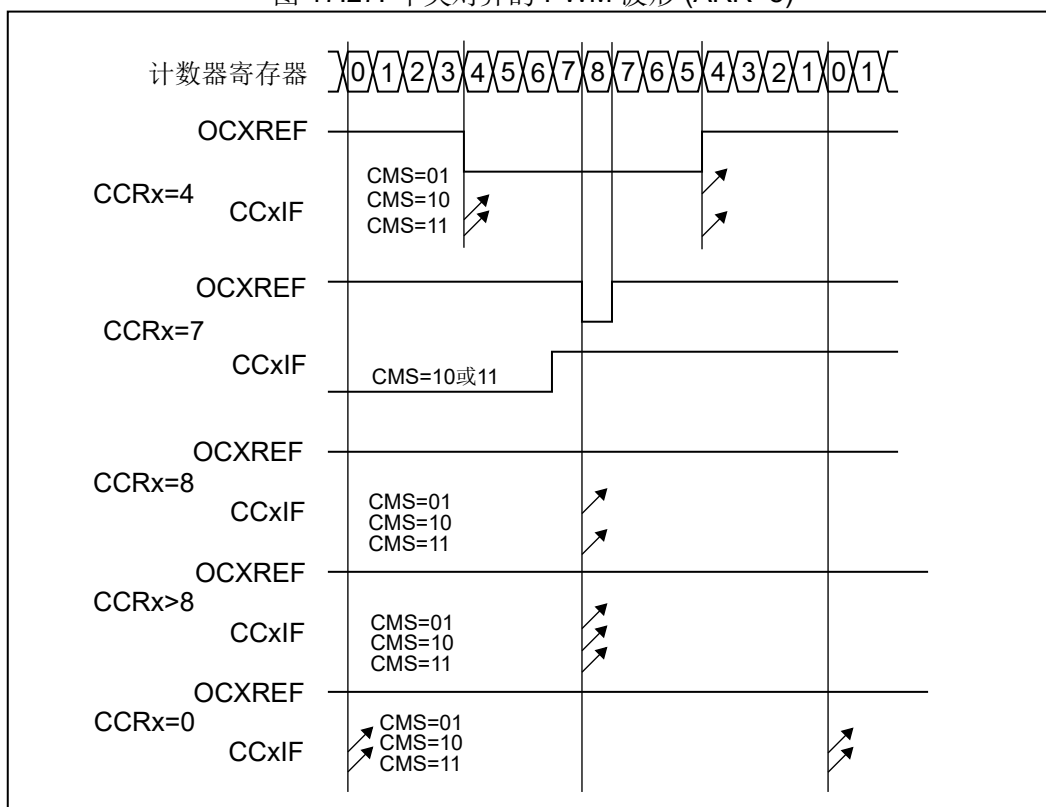 计数器寄存器 0 1 2 3 4 5 6 7 8 7 6 5 4 3 2 1 0 1
OCXREF
CCRx=4
CMS=01
CMS=10
CCxIF
CMS=11
OCXREF
CCRx=7
CCxIF
CMS=10或11
OCXREF
CCRx=8
CMS=01
CCxIF
CMS=10
CMS=11
OCXREF
CCRx>8
CMS=01
CCxIF
CMS=10
CMS=11
OCXREF
CCRx=0
CMS=01
CCxIF
CMS=10
CMS=11